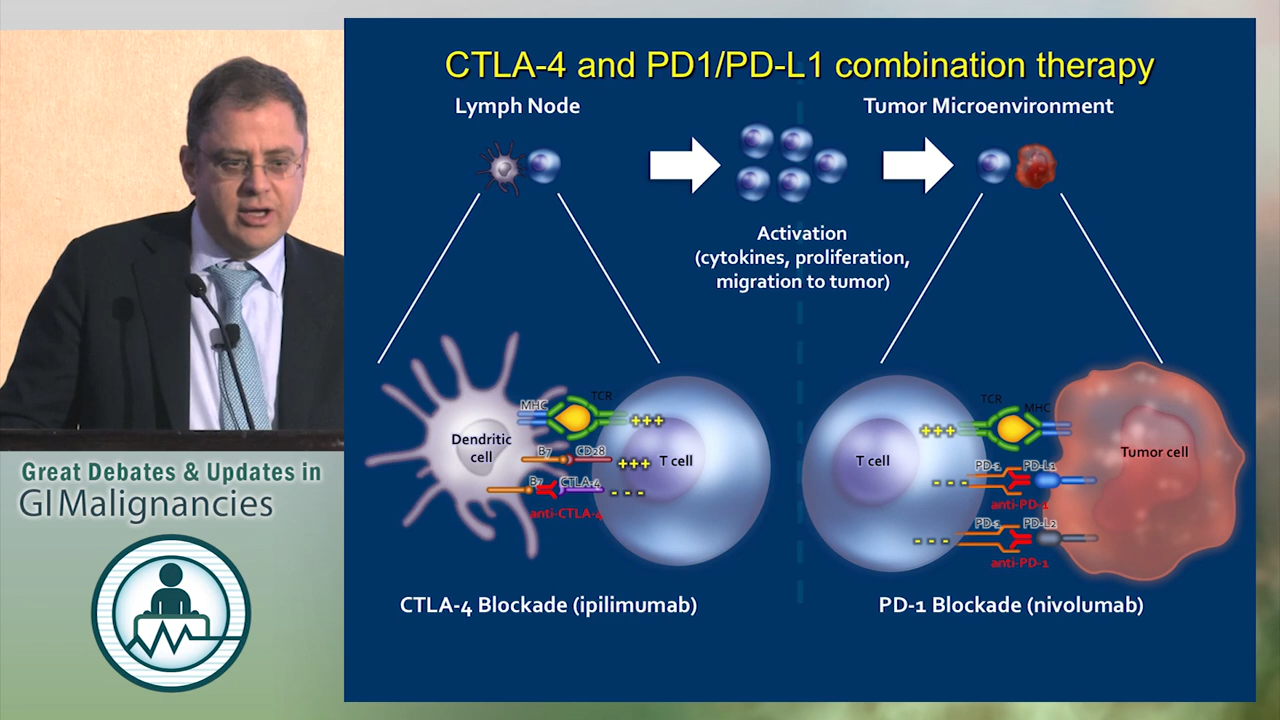 CTLA-4 and PD1/PD-L1 combination therapy
Lymph Node
Tumor Microenvironment
Activation
(cytokines, proliferation,
migration to tumor)
MHC
TCR
+++
Dendritic
cell
B7
CD28
+++
T cell
B7
CTLA-4
- - -
anti-CTLA-4
TCR
MHC
+++
T cell
Tumor cell
PD-1
PD-L1
- - -
anti-PD-1
PD-1
PD-L2
- - -
anti-PD-1
CTLA-4 Blockade (ipilimumab)
PD-1 Blockade (nivolumab)
Great Debates & Updates in
GI Malignancies